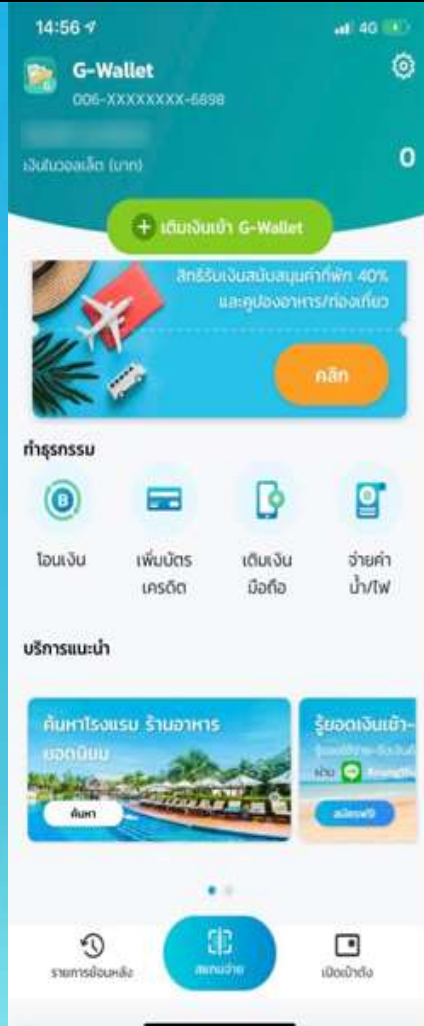 14:56
4G
G-Wallet
006-XXXXXXXX-6898
เงินในวอลเล็ต (บาท)
0
+ เติมเงินเข้า G-Wallet
สิทธิรับเงินสนับสนุนค่าที่พัก 40%
และคูปองอาหาร/ท่องเที่ยว
คลิก
ทำธุรกรรม
โอนเงิน
เพิ่มบัตร
เครดิต
เติมเงิน
มือถือ
จ่ายค่า
น้ำ/ไฟ
บริการแนะนำ
ค้นหาโรงแรม ร้านอาหาร
ยอดนิยม
ค้นหา
รู้ยอดเงินเข้า-
ผ่าน
สมัครฟรี
รายการย้อนหลัง
สแกนจ่าย
เปิดเป๋าตัง